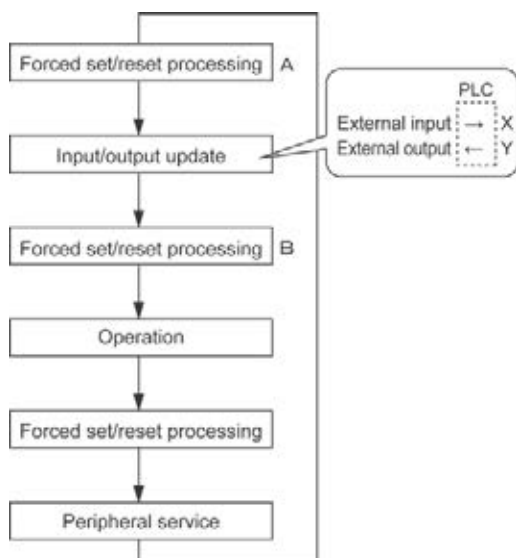 Forced set/reset processing A
Input/output update
PLC
External input → X
External output ← Y
Forced set/reset processing B
Operation
Forced set/reset processing
Peripheral service